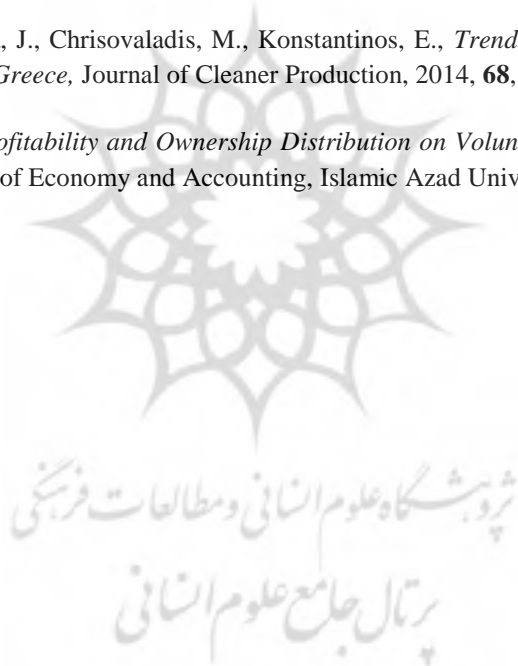 , J., Chrisovaladis, M., Konstantinos, E., Trend
Greece, Journal of Cleaner Production, 2014, 68,
ofitability and Ownership Distribution on Volun
of Economy and Accounting, Islamic Azad Univ
پژوهشگاه علوم انسانی و مطالعات فرهنگی
پرتال جامع علوم انسانی